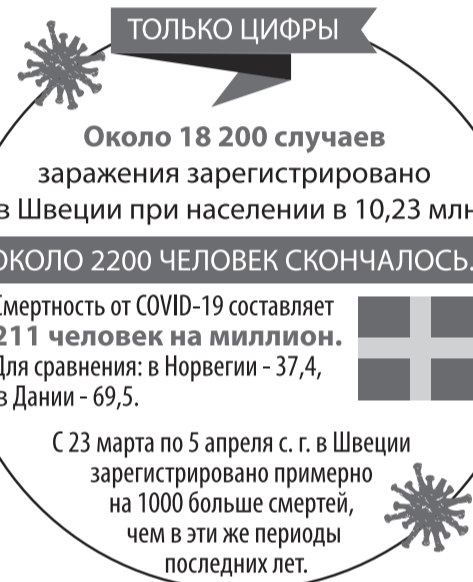 ТОЛЬКО ЦИФРЫ
Около 18 200 случаев
заражения зарегистрировано
в Швеции при населении в 10,23 млн
ОКОЛО 2200 ЧЕЛОВЕК СКОНЧАЛОСЬ.
Смертность от COVID-19 составляет
211 человек на миллион.
Для сравнения: в Норвегии - 37,4,
в Дании - 69,5.
С 23 марта по 5 апреля с. г. в Швеции
зарегистрировано примерно
на 1000 больше смертей,
чем в эти же периоды
последних лет.